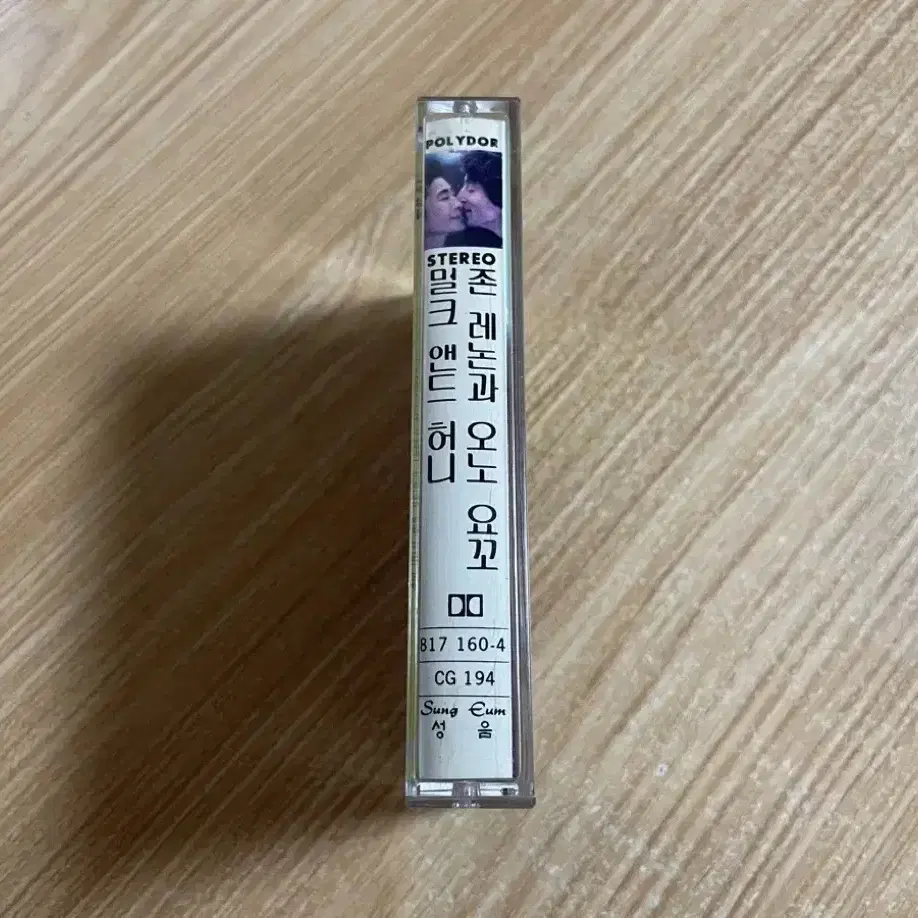 POLYDOR
STEREO
존 레논과 오노 요꼬
밀크 앤드 허니
817 160-4
CG 194
Sung Eum
성 음